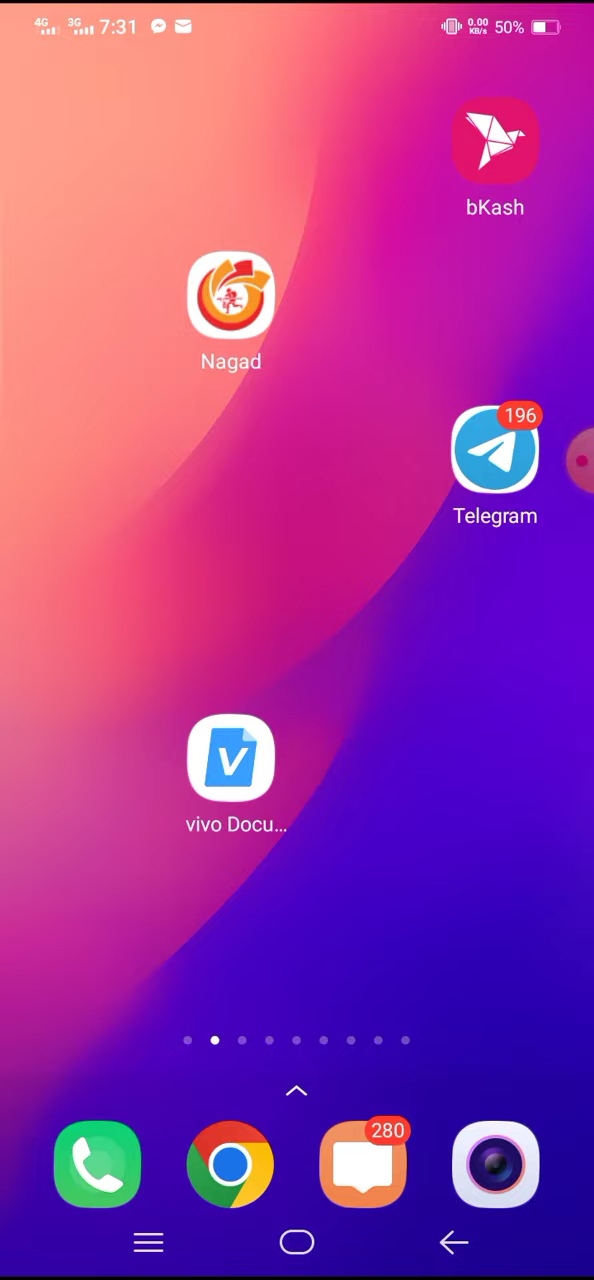 4G 3G 7:31 0.00 KB/s 50%
bKash
Nagad
196
Telegram
V
vivo Docu...
280